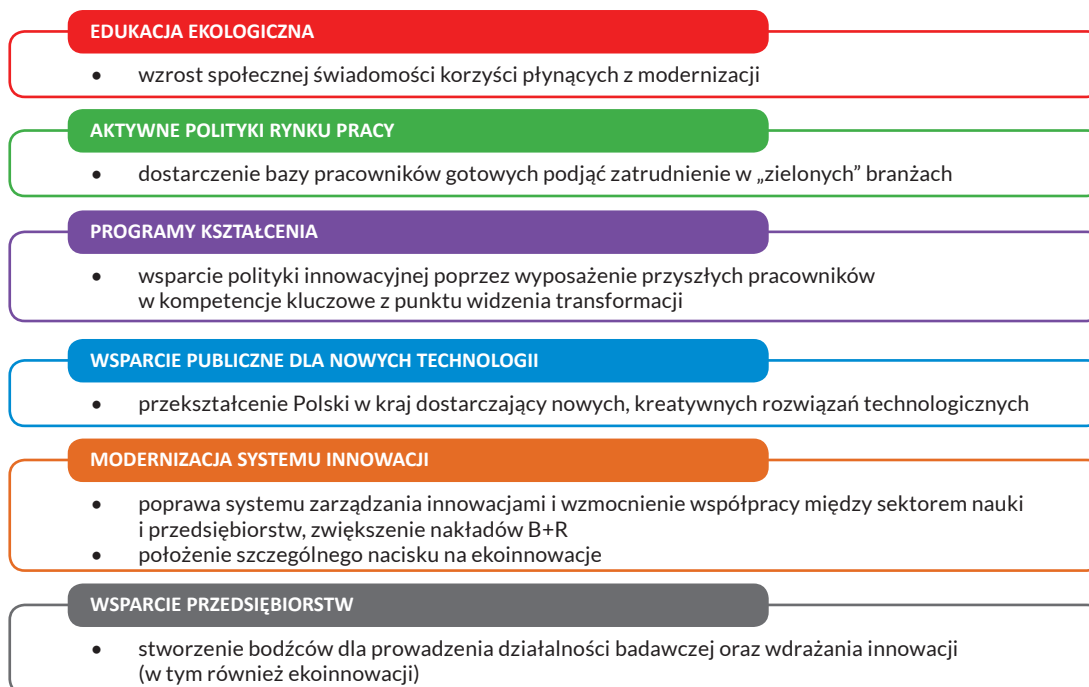 EDUKACJA EKOLOGICZNA
• wzrost społecznej świadomości korzyści płynących z modernizacji
AKTYWNE POLITYKI RYNKU PRACY
• dostarczenie bazy pracowników gotowych podjąć zatrudnienie w „zielonych” branżach
PROGRAMY KSZTAŁCENIA
• wsparcie polityki innowacyjnej poprzez wyposażenie przyszłych pracowników
w kompetencje kluczowe z punktu widzenia transformacji
WSPARCIE PUBLICZNE DLA NOWYCH TECHNOLOGII
• przekształcenie Polski w kraj dostarczający nowych, kreatywnych rozwiązań technologicznych
MODERNIZACJA SYSTEMU INNOWACJI
• poprawa systemu zarządzania innowacjami i wzmocnienie współpracy między sektorem nauki
i przedsiębiorstw, zwiększenie nakładów B+R
• położenie szczególnego nacisku na ekoinnowacje
WSPARCIE PRZEDSIĘBIORSTW
• stworzenie bodźców dla prowadzenia działalności badawczej oraz wdrażania innowacji
(w tym również ekoinnowacji)